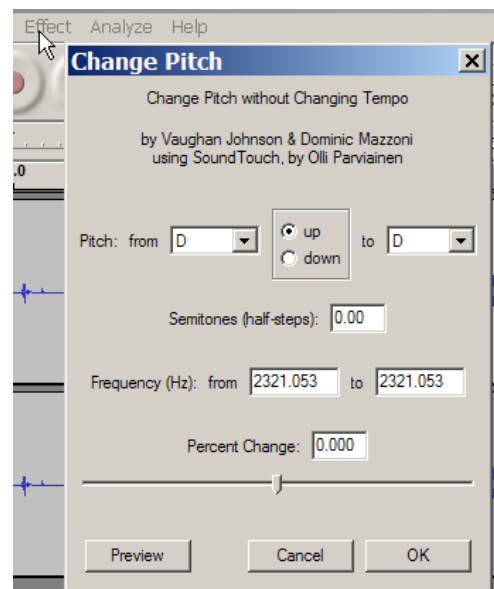 Effect Analyze Help
Change Pitch
Change Pitch without Changing Tempo
by Vaughan Johnson & Dominic Mazzoni
using SoundTouch, by Olli Parviainen
.0
Pitch: from D up down to D
Semitones (half-steps): 0.00
Frequency (Hz): from 2321.053 to 2321.053
Percent Change: 0.000
Preview Cancel OK